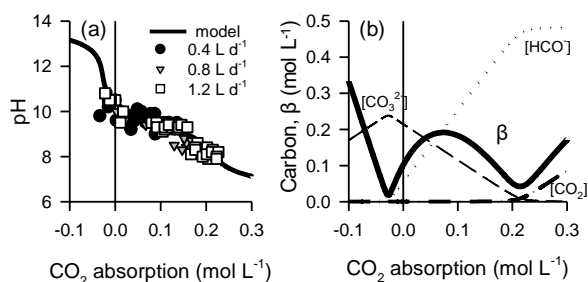 (a)
model
0.4 L d⁻¹
0.8 L d⁻¹
1.2 L d⁻¹
pH
14
12
10
8
6
-0.1 0.0 0.1 0.2 0.3
CO₂ absorption (mol L⁻¹)
(b)
[HCO⁻]
[CO₃²]
β
[CO₂]
Carbon, β (mol L⁻¹)
0.5
0.4
0.3
0.2
0.1
0.0
-0.1 0.0 0.1 0.2 0.3
CO₂ absorption (mol L⁻¹)